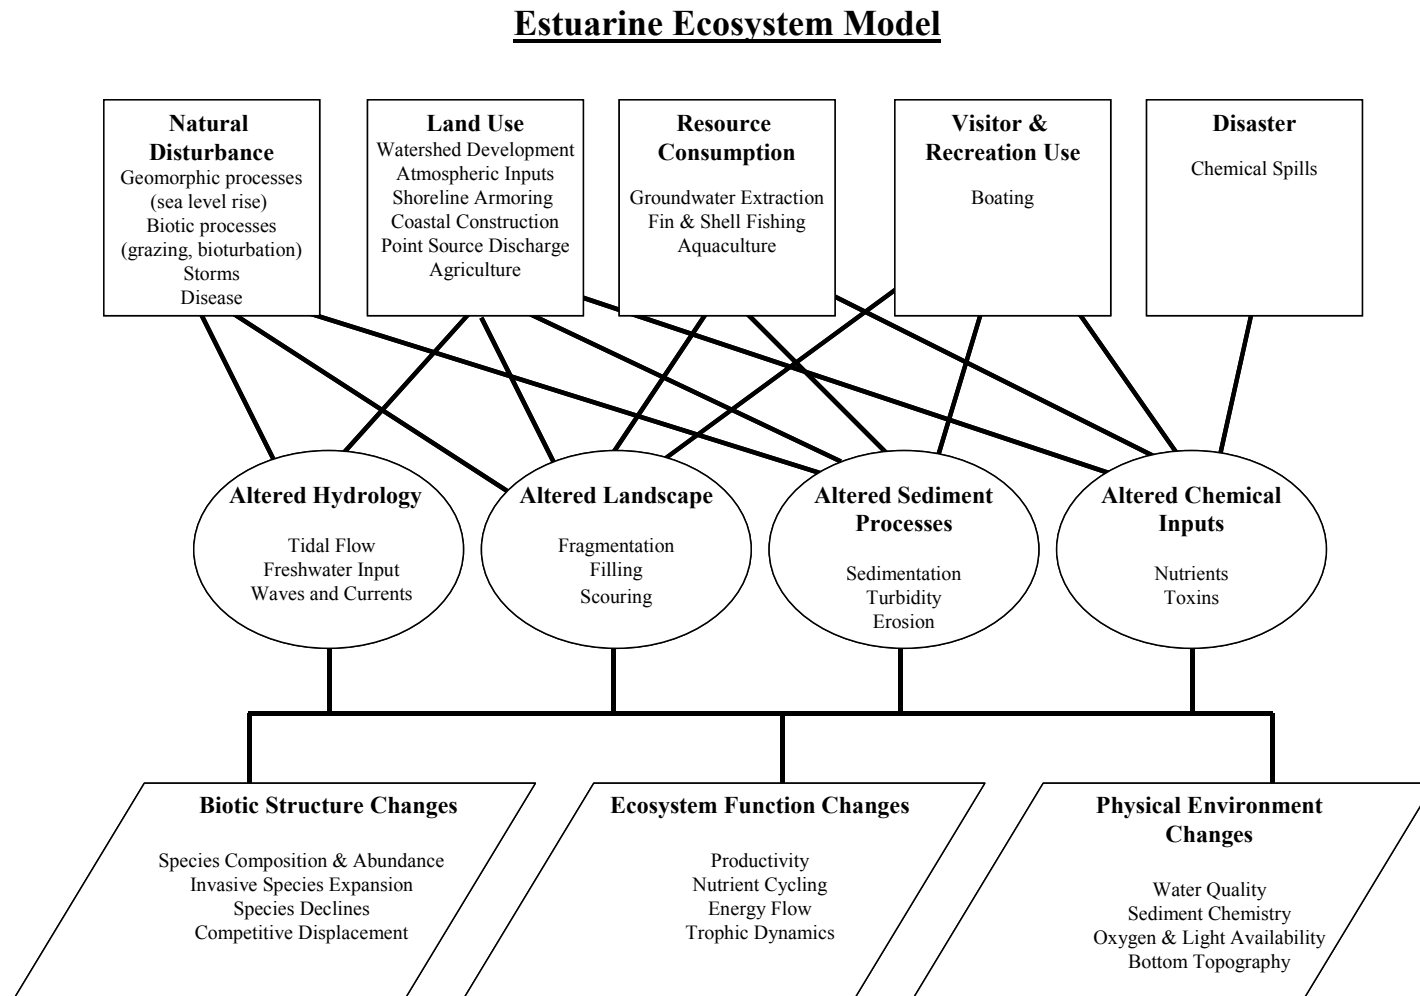 Estuarine Ecosystem Model
Natural
Disturbance
Geomorphic processes
(sea level rise)
Biotic processes
(grazing, bioturbation)
Storms
Disease
Land Use
Watershed Development
Atmospheric Inputs
Shoreline Armoring
Coastal Construction
Point Source Discharge
Agriculture
Resource
Consumption
Groundwater Extraction
Fin & Shell Fishing
Aquaculture
Visitor &
Recreation Use
Boating
Disaster
Chemical Spills
Altered Hydrology
Tidal Flow
Freshwater Input
Waves and Currents
Altered Landscape
Fragmentation
Filling
Scouring
Altered Sediment
Processes
Sedimentation
Turbidity
Erosion
Altered Chemical
Inputs
Nutrients
Toxins
Biotic Structure Changes
Species Composition & Abundance
Invasive Species Expansion
Species Declines
Competitive Displacement
Ecosystem Function Changes
Productivity
Nutrient Cycling
Energy Flow
Trophic Dynamics
Physical Environment
Changes
Water Quality
Sediment Chemistry
Oxygen & Light Availability
Bottom Topography